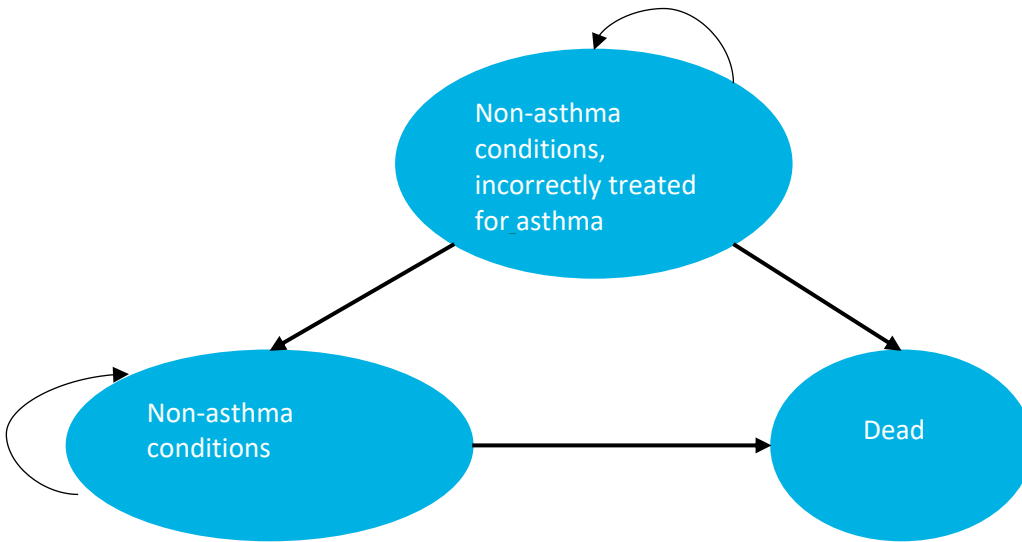 Non-asthma
conditions,
incorrectly treated
for asthma
Non-asthma
conditions
Dead